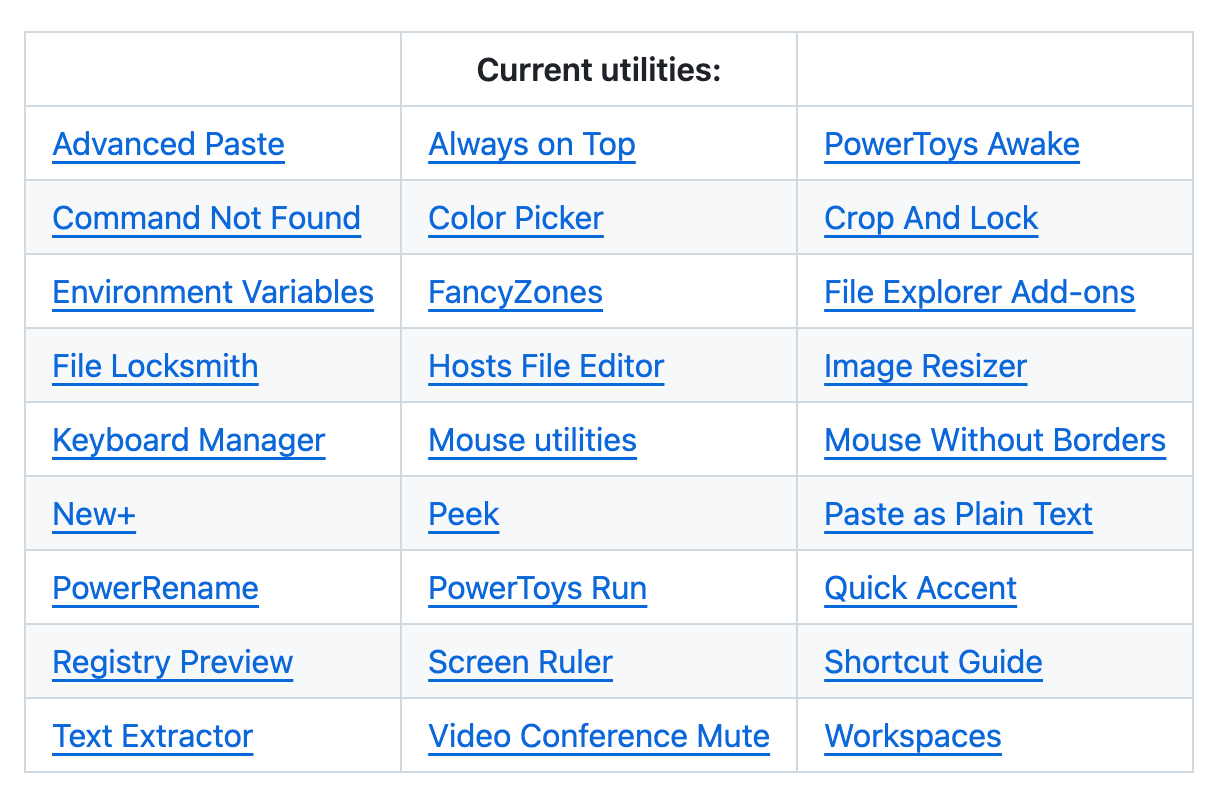 Current utilities:
Advanced Paste Always on Top PowerToys Awake
Command Not Found Color Picker Crop And Lock
Environment Variables FancyZones File Explorer Add-ons
File Locksmith Hosts File Editor Image Resizer
Keyboard Manager Mouse utilities Mouse Without Borders
New+ Peek Paste as Plain Text
PowerRename PowerToys Run Quick Accent
Registry Preview Screen Ruler Shortcut Guide
Text Extractor Video Conference Mute Workspaces